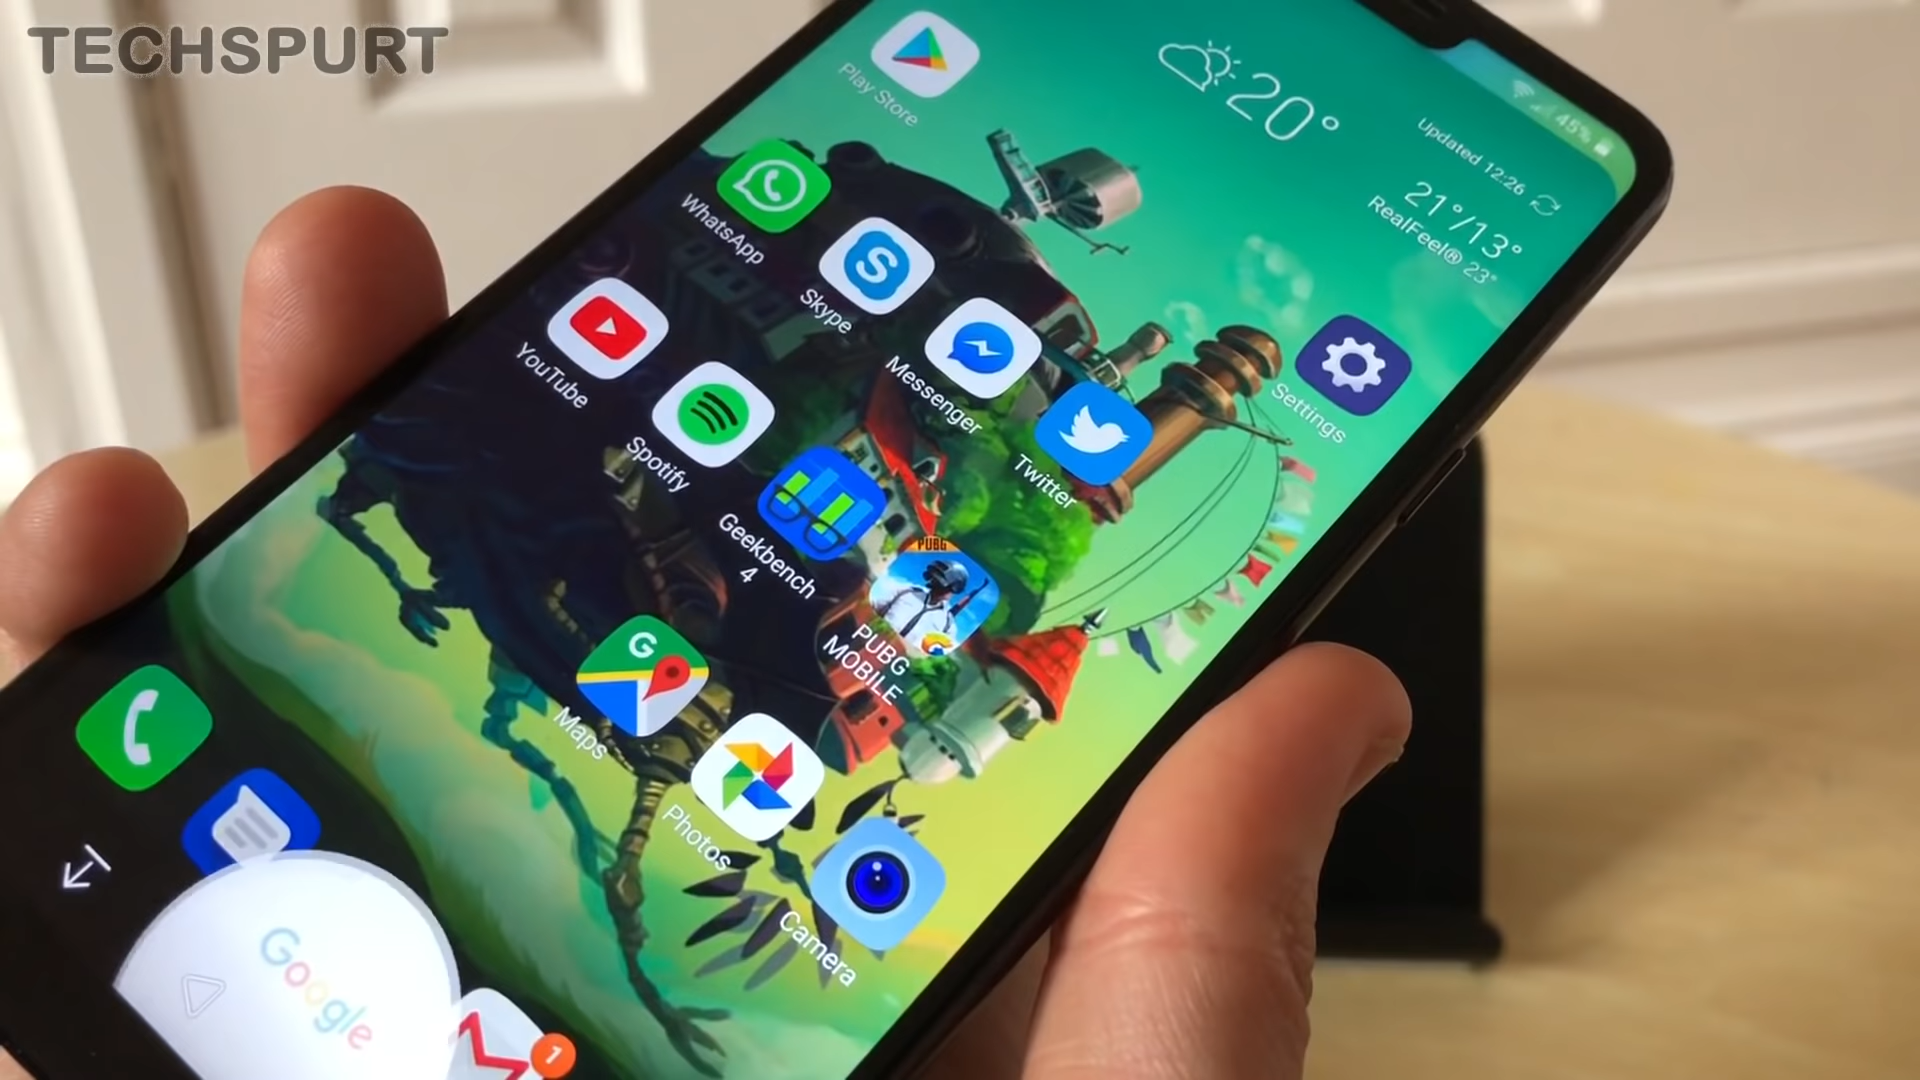 TECHSPURT
45%
Updated 12:26
20°
21°/13°
RealFeel® 23°
Play Store
WhatsApp
Skype
Messenger
Twitter
Settings
YouTube
Spotify
Geekbench
4
PUBG
PUBG
MOBILE
G
Maps
Photos
Camera
Google
1